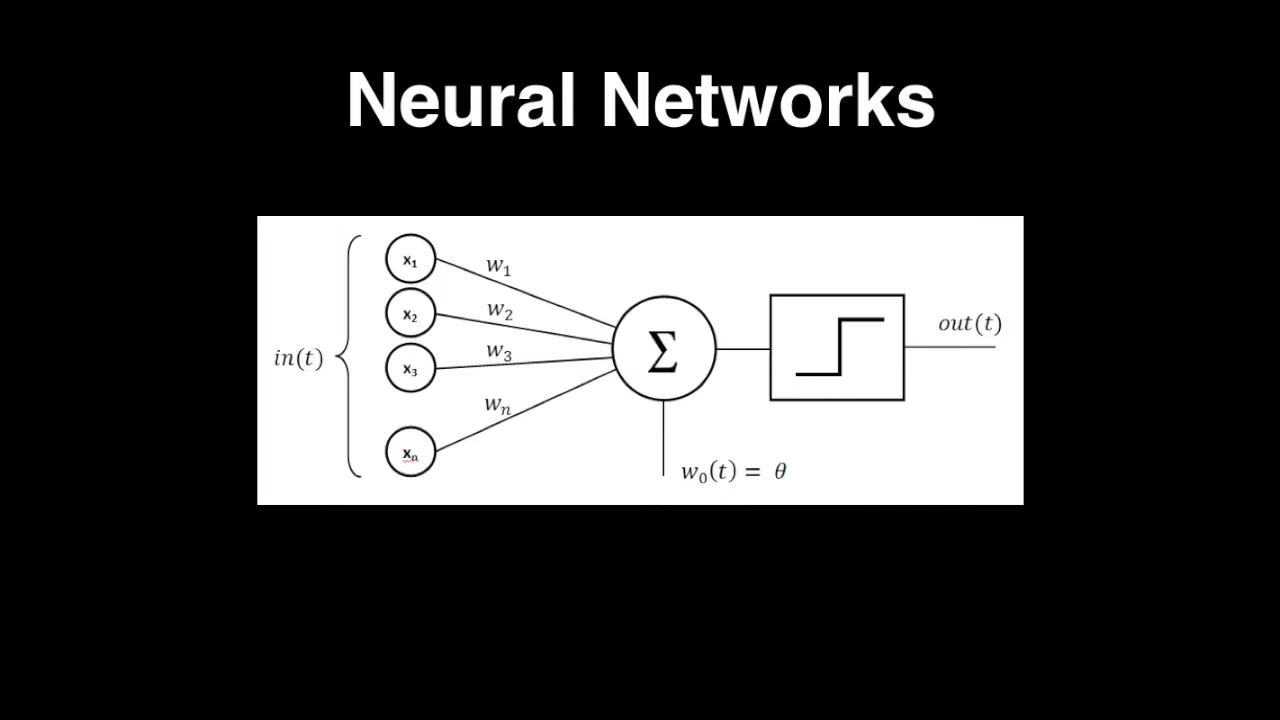 Neural Networks
in(t)
x₁
x₂
x₃
xₙ
w₁
w₂
w₃
wₙ
Σ
w₀(t) = θ
out(t)